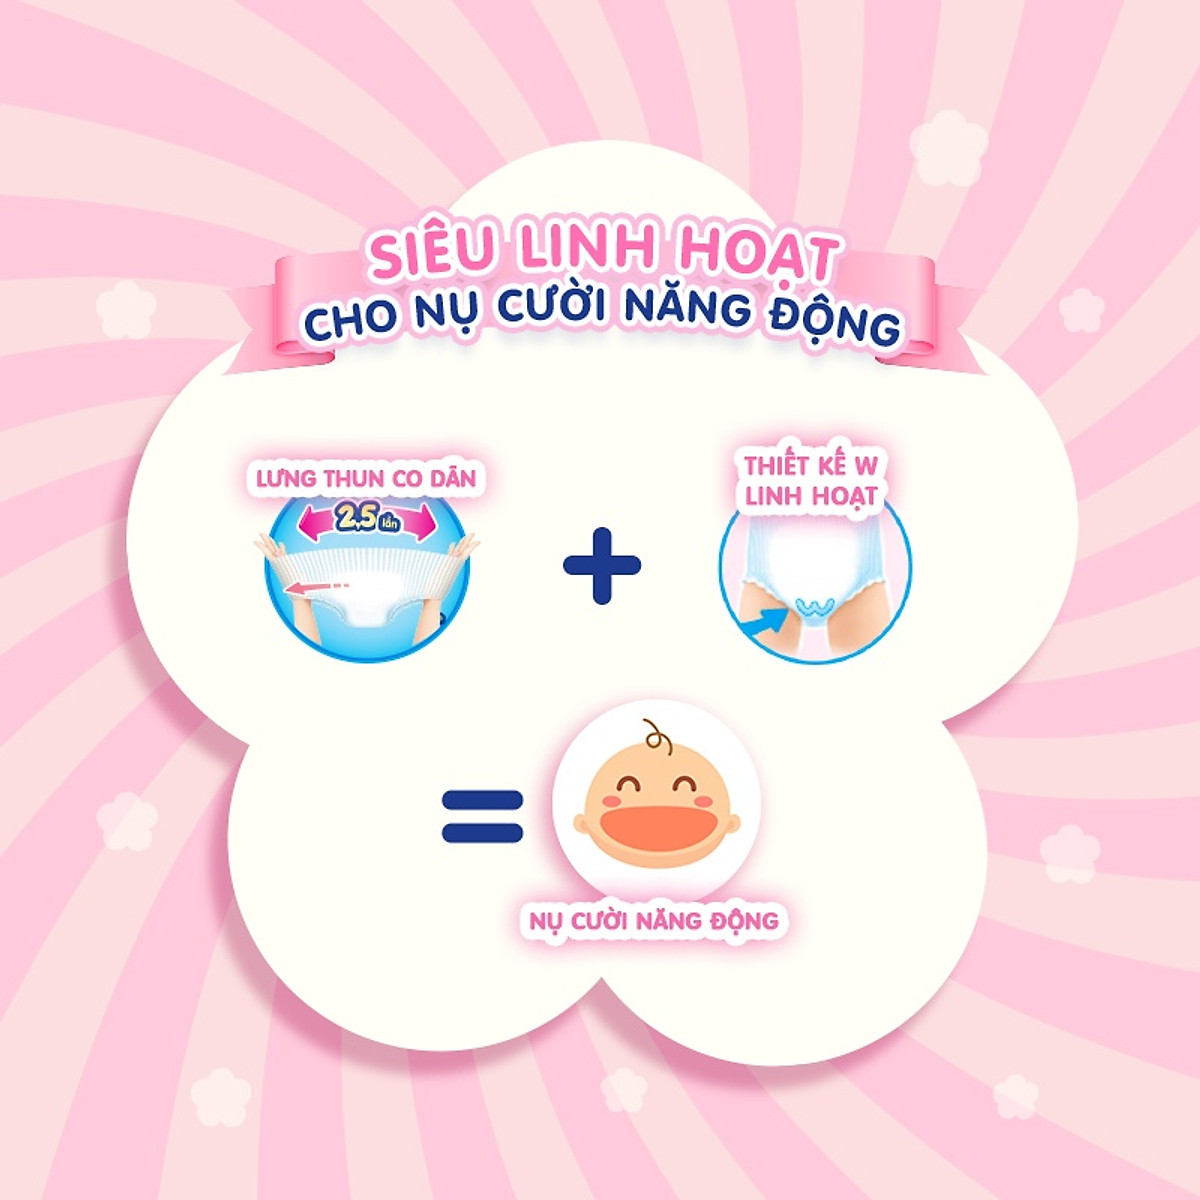 SIÊU LINH HOẠT
CHO NỤ CƯỜI NĂNG ĐỘNG
LƯNG THUN CO DÃN
2,5 lần
THIẾT KẾ W
LINH HOẠT
W
NỤ CƯỜI NĂNG ĐỘNG